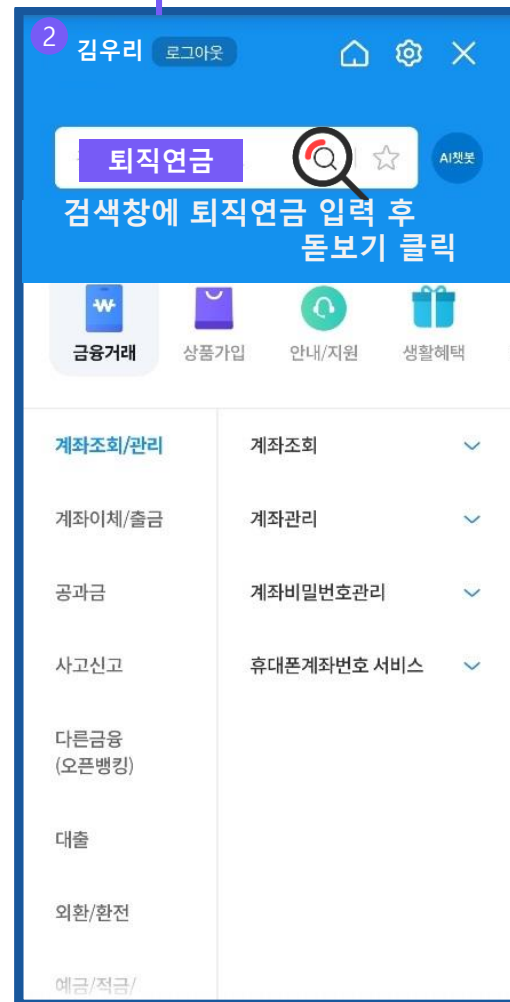 2
김우리 로그아웃
퇴직연금
AI챗봇
검색창에 퇴직연금 입력 후
돋보기 클릭
금융거래 상품가입 안내/지원 생활혜택
계좌조회/관리 계좌조회
계좌이체/출금 계좌관리
공과금 계좌비밀번호관리
사고신고 휴대폰계좌번호 서비스
다른금융
(오픈뱅킹)
대출
외환/환전
예금/적금/